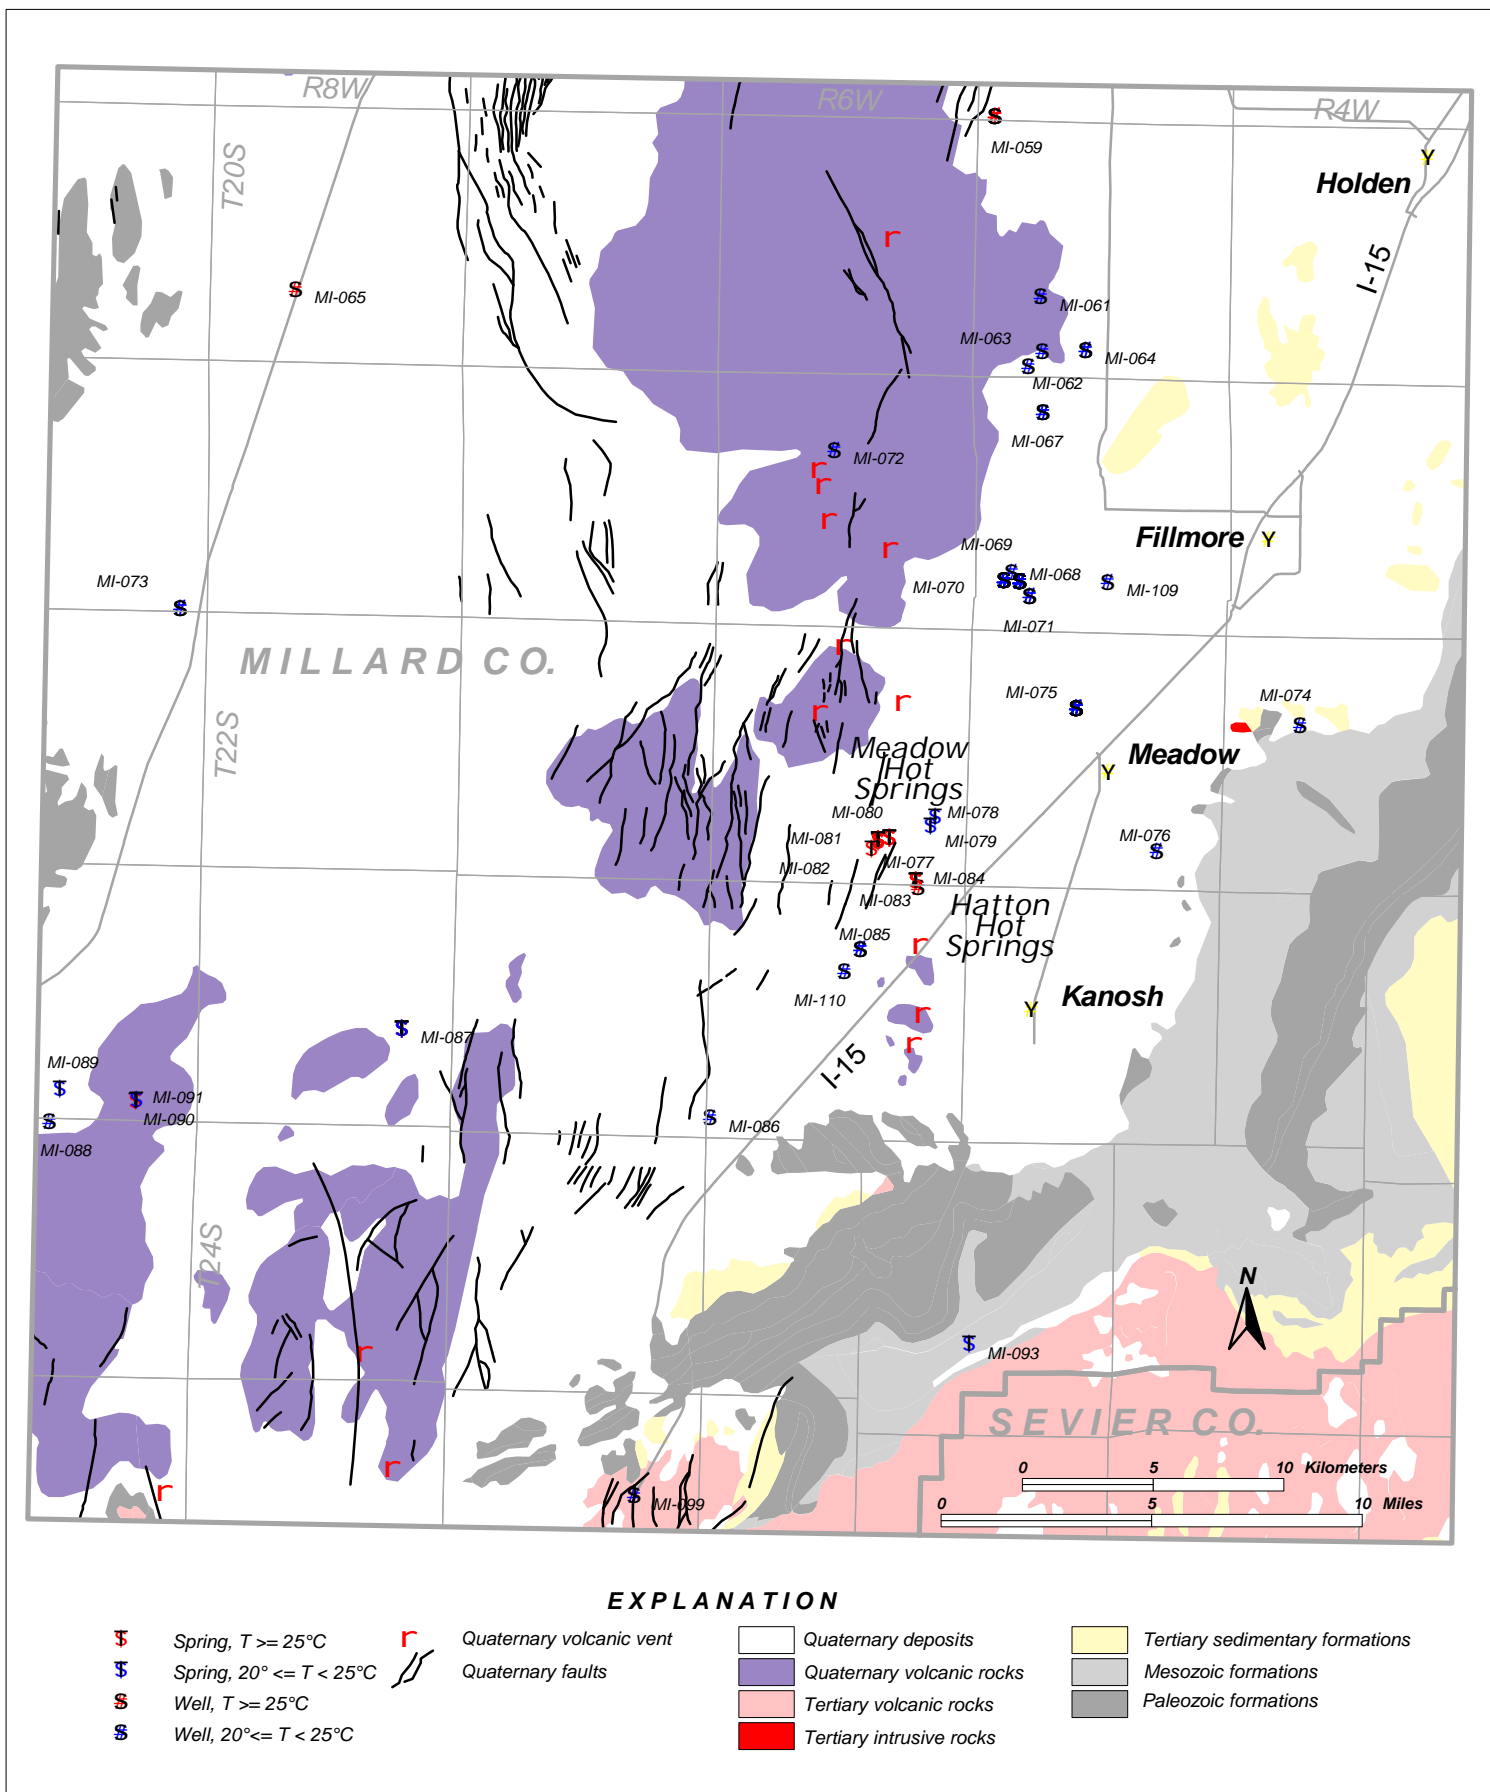 R8W
R6W
R4W
MI-059
Y
Holden
T20S
r
I-15
MI-065
MI-061
MI-063
MI-064
MI-062
MI-067
MI-072
r
r
r
r
Fillmore
Y
MI-069
MI-068
MI-070
MI-109
MI-071
MI-073
MILLARD CO.
r
r
r
MI-075
MI-074
T22S
Meadow
Hot
Springs
Meadow
Y
MI-080
MI-078
MI-081
MI-079
MI-076
MI-082
MI-077
MI-084
MI-083
Hatton
Hot
Springs
MI-085
r
MI-110
Kanosh
Y
r
r
I-15
MI-087
MI-089
MI-091
MI-090
MI-088
MI-086
T24S
N
MI-093
r
SEVIER CO.
r
r
MI-099
0 5 10 Kilometers
0 5 10 Miles
EXPLANATION
Spring, T >= 25°C
Spring, 20° <= T < 25°C
Well, T >= 25°C
Well, 20°<= T < 25°C
r Quaternary volcanic vent
Quaternary faults
Quaternary deposits
Quaternary volcanic rocks
Tertiary volcanic rocks
Tertiary intrusive rocks
Tertiary sedimentary formations
Mesozoic formations
Paleozoic formations